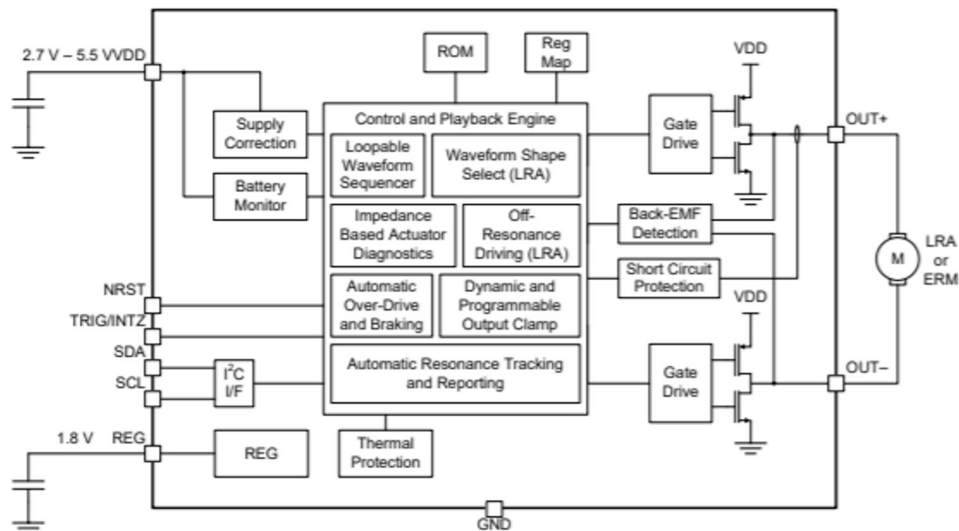 2.7 V – 5.5 VVDD
ROM
Reg
Map
VDD
Supply
Correction
Control and Playback Engine
Gate
Drive
OUT+
Loopable
Waveform
Sequencer
Waveform Shape
Select (LRA)
Battery
Monitor
Impedance
Based Actuator
Diagnostics
Off-
Resonance
Driving (LRA)
Back-EMF
Detection
M
LRA
or
ERM
Short Circuit
Protection
NRST
Automatic
Over-Drive
and Braking
Dynamic and
Programmable
Output Clamp
VDD
TRIG/INTZ
SDA
SCL
I²C
I/F
Automatic Resonance Tracking
and Reporting
Gate
Drive
OUT–
1.8 V
REG
REG
Thermal
Protection
GND